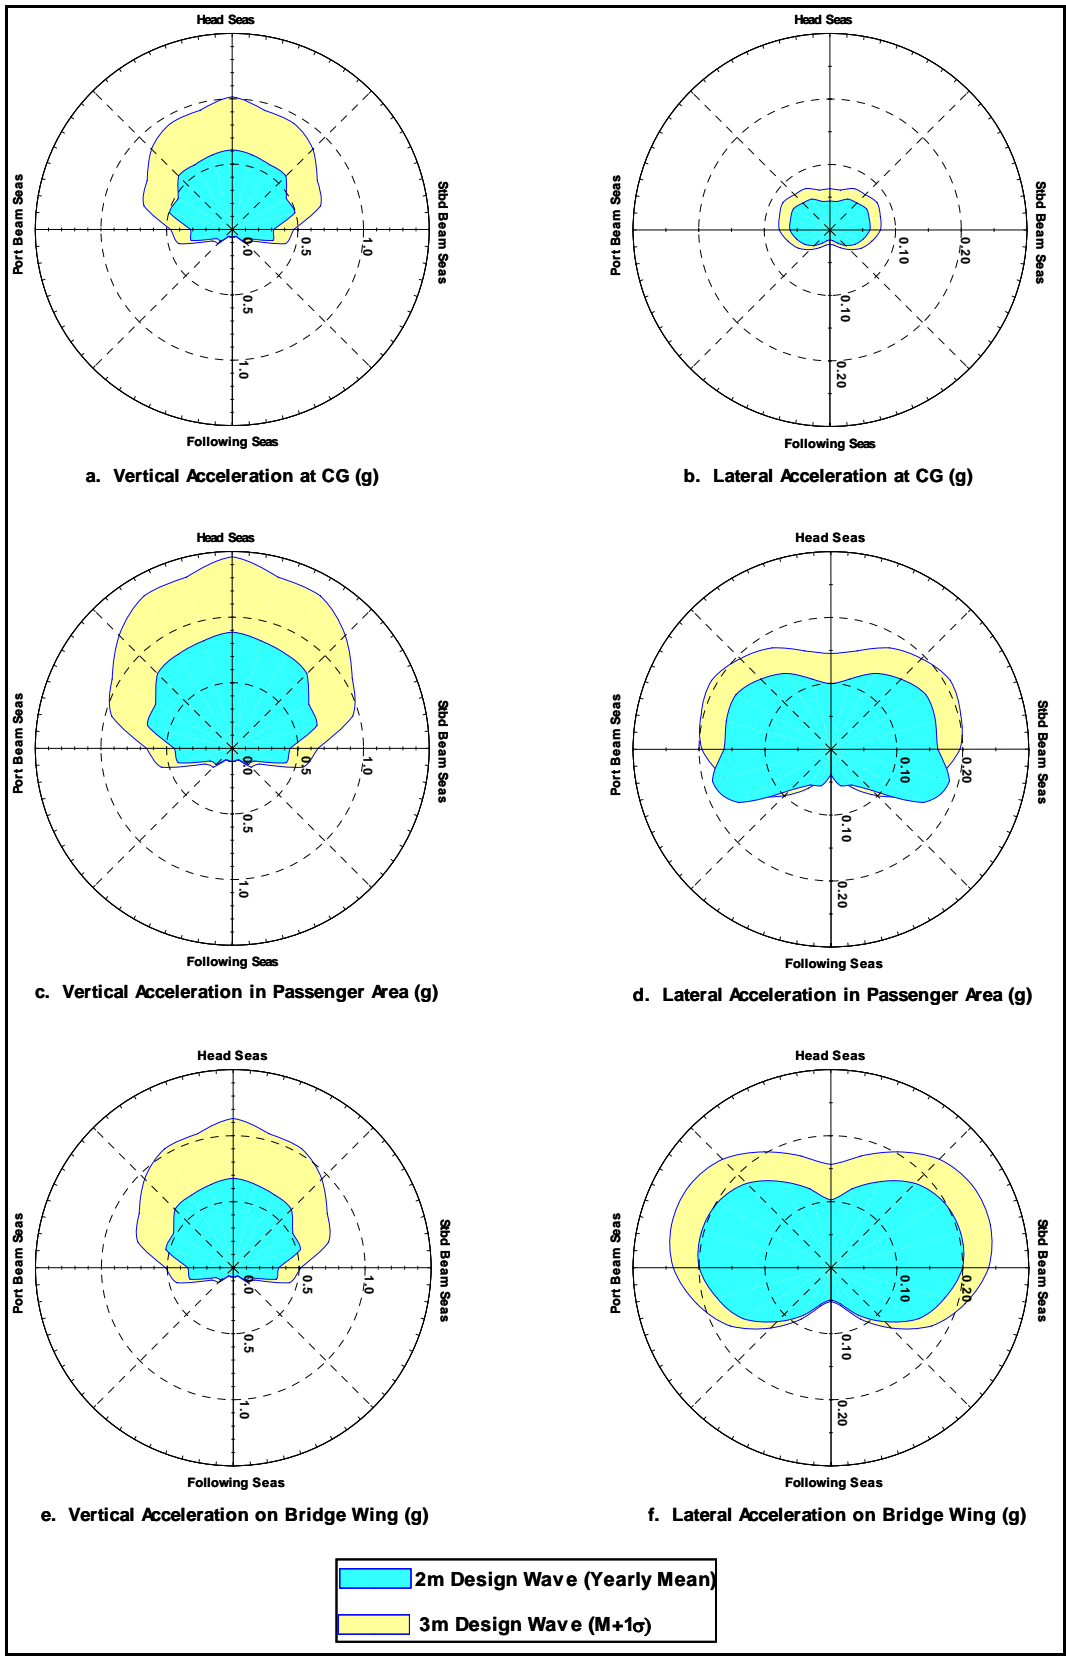 Head Seas
Port Beam Seas
Stbd Beam Seas
0.0
0.5
1.0
0.5
1.0
Following Seas
a. Vertical Acceleration at CG (g)
Head Seas
Port Beam Seas
Stbd Beam Seas
0.10
0.20
0.10
0.20
Following Seas
b. Lateral Acceleration at CG (g)
Head Seas
Port Beam Seas
Stbd Beam Seas
0.0
0.5
1.0
0.5
1.0
Following Seas
c. Vertical Acceleration in Passenger Area (g)
Head Seas
Port Beam Seas
Stbd Beam Seas
0.10
0.20
0.10
0.20
Following Seas
d. Lateral Acceleration in Passenger Area (g)
Head Seas
Port Beam Seas
Stbd Beam Seas
0.0
0.5
1.0
0.5
1.0
Following Seas
e. Vertical Acceleration on Bridge Wing (g)
Head Seas
Port Beam Seas
Stbd Beam Seas
0.10
0.20
0.10
0.20
Following Seas
f. Lateral Acceleration on Bridge Wing (g)
2m Design Wave (Yearly Mean)
3m Design Wave (M+1σ)